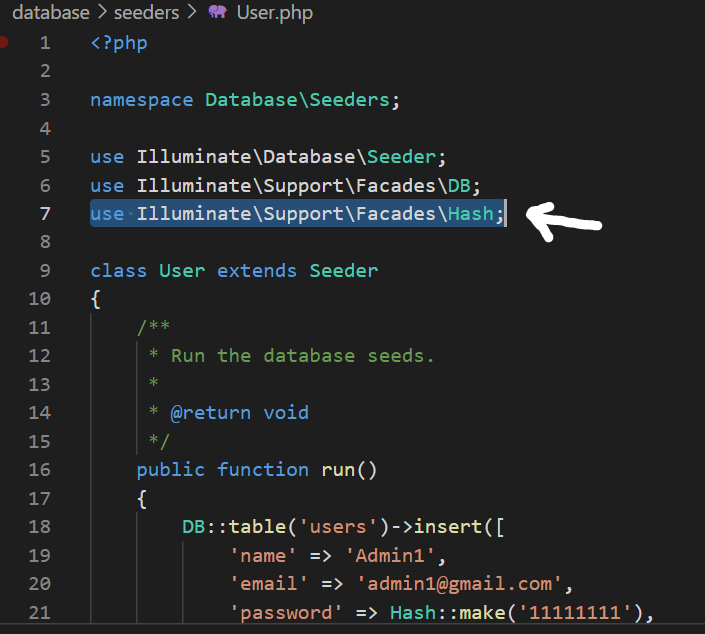 database > seeders > User.php
1 <?php
2
3 namespace Database\Seeders;
4
5 use Illuminate\Database\Seeder;
6 use Illuminate\Support\Facades\DB;
7 use Illuminate\Support\Facades\Hash;
8
9 class User extends Seeder
10 {
11     /**
12      * Run the database seeds.
13      *
14      * @return void
15      */
16     public function run()
17     {
18         DB::table('users')->insert([
19             'name' => 'Admin1',
20             'email' => 'admin1@gmail.com',
21             'password' => Hash::make('11111111'),